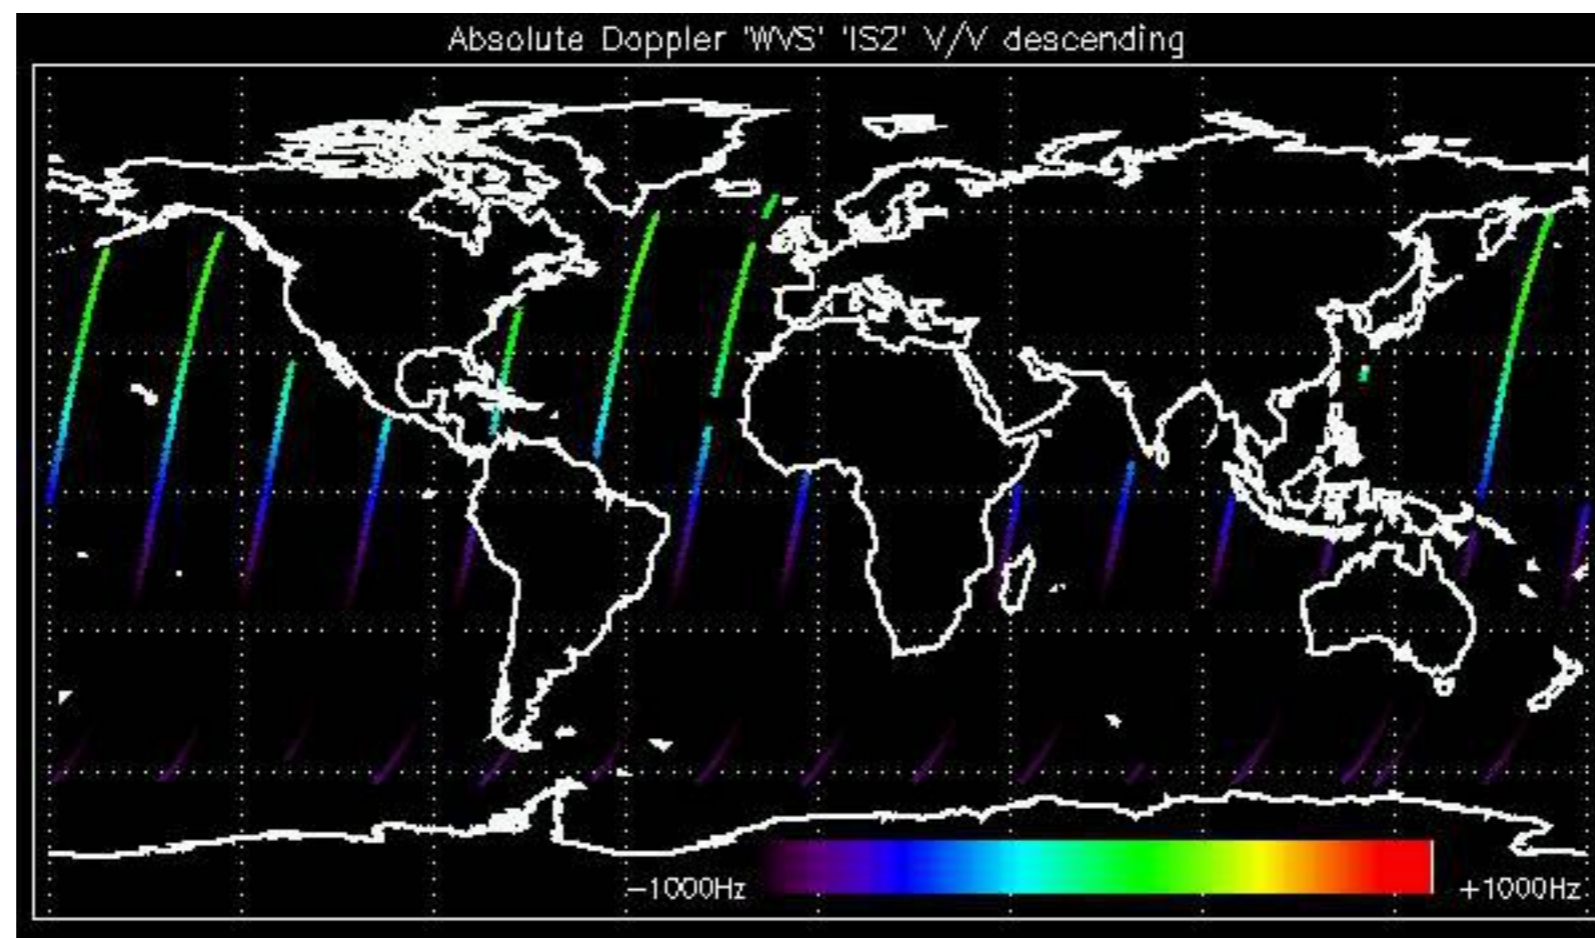 Absolute Doppler 'WVS' 'IS2' V/V descending
-1000Hz
+1000Hz